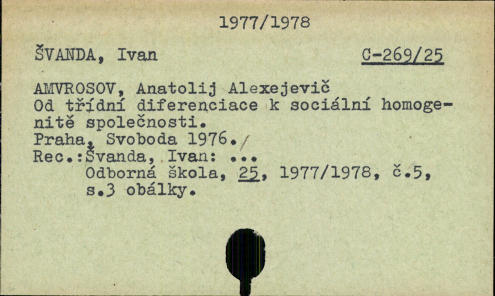 1977/1978
ŠVANDA, Ivan C-269/25
AMVROSOV, Anatolij Alexejevič
Od třídní diferenciace k sociální homoge-
nitě společnosti.
Praha, Svoboda 1976./
Rec.:Švanda, Ivan: ...
Odborná škola, 25, 1977/1978, č.5,
s.3 obálky.